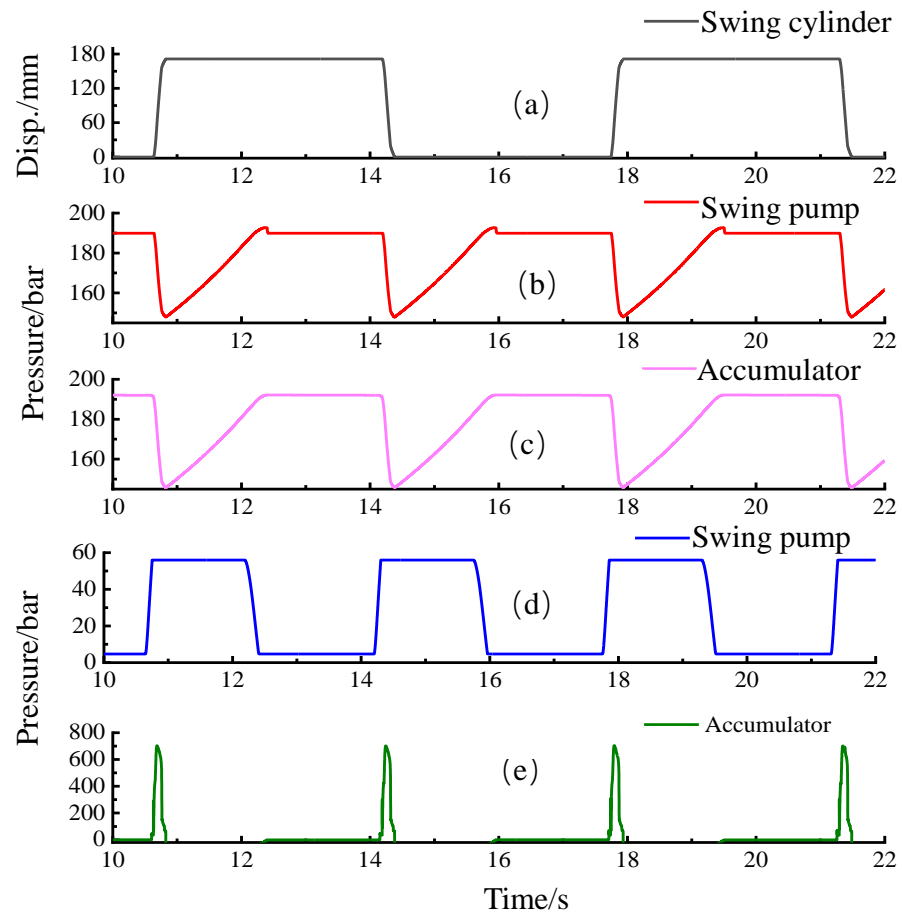 Swing cylinder
Disp./mm
180
120
60
0
(a)
10 12 14 16 18 20 22
Swing pump
Pressure/bar
200
180
160
(b)
10 12 14 16 18 20 22
Accumulator
200
180
160
(c)
10 12 14 16 18 20 22
Swing pump
Pressure/bar
60
40
20
0
(d)
10 12 14 16 18 20 22
Accumulator
800
600
400
200
0
(e)
10 12 14 16 18 20 22
Time/s